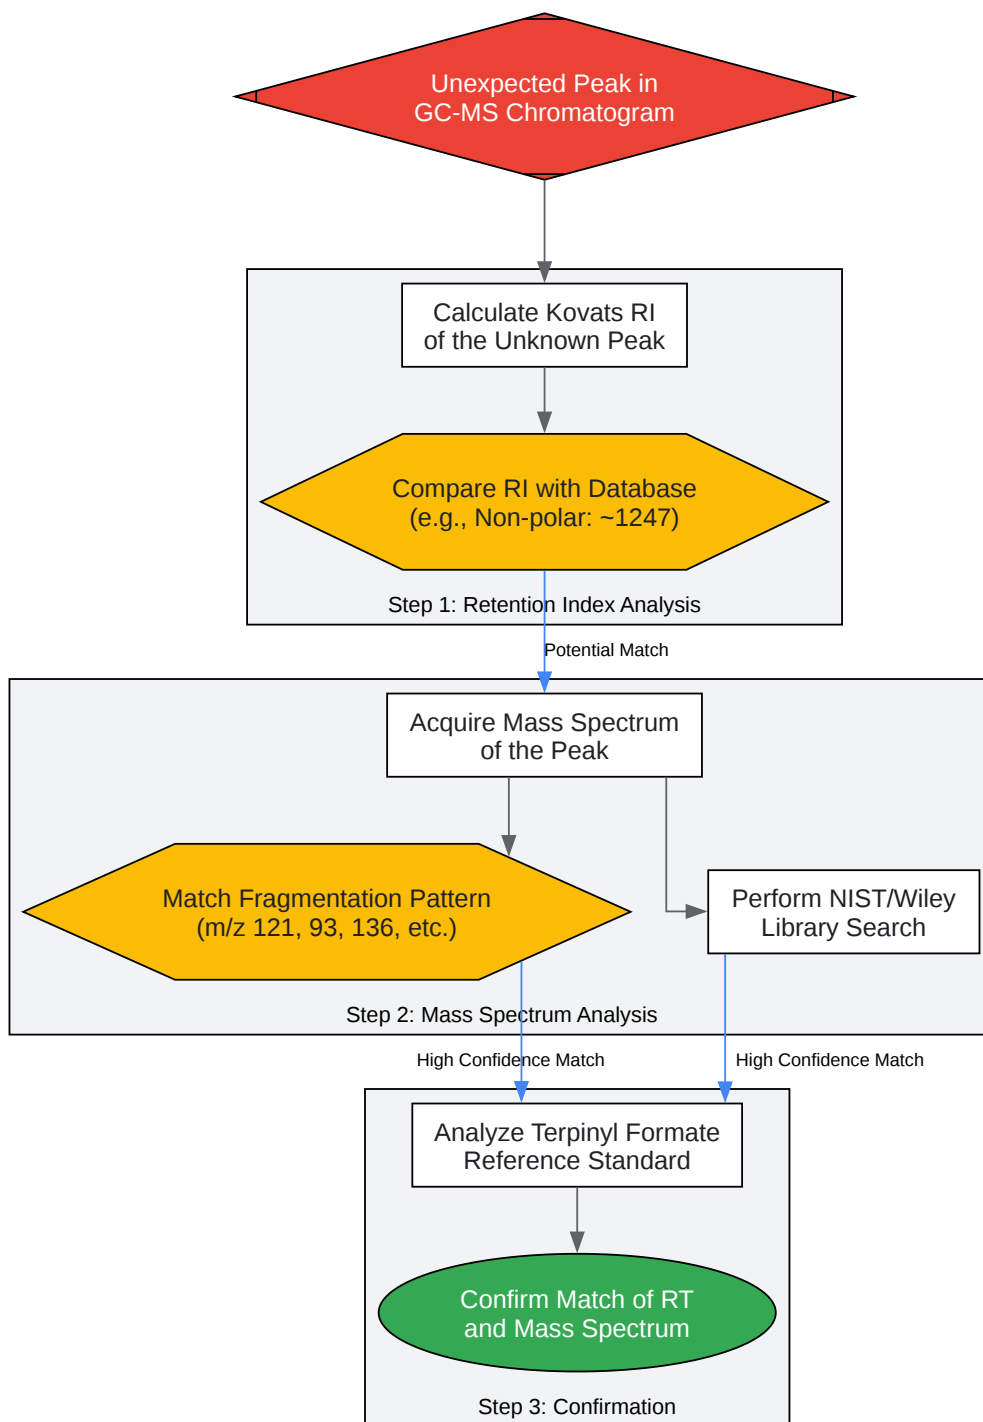 Unexpected Peak in
GC-MS Chromatogram
Calculate Kovats RI
of the Unknown Peak
Compare RI with Database
(e.g., Non-polar: ~1247)
Step 1: Retention Index Analysis
Potential Match
Acquire Mass Spectrum
of the Peak
Match Fragmentation Pattern
(m/z 121, 93, 136, etc.)
Perform NIST/Wiley
Library Search
Step 2: Mass Spectrum Analysis
High Confidence Match
High Confidence Match
Analyze Terpinyl Formate
Reference Standard
Confirm Match of RT
and Mass Spectrum
Step 3: Confirmation